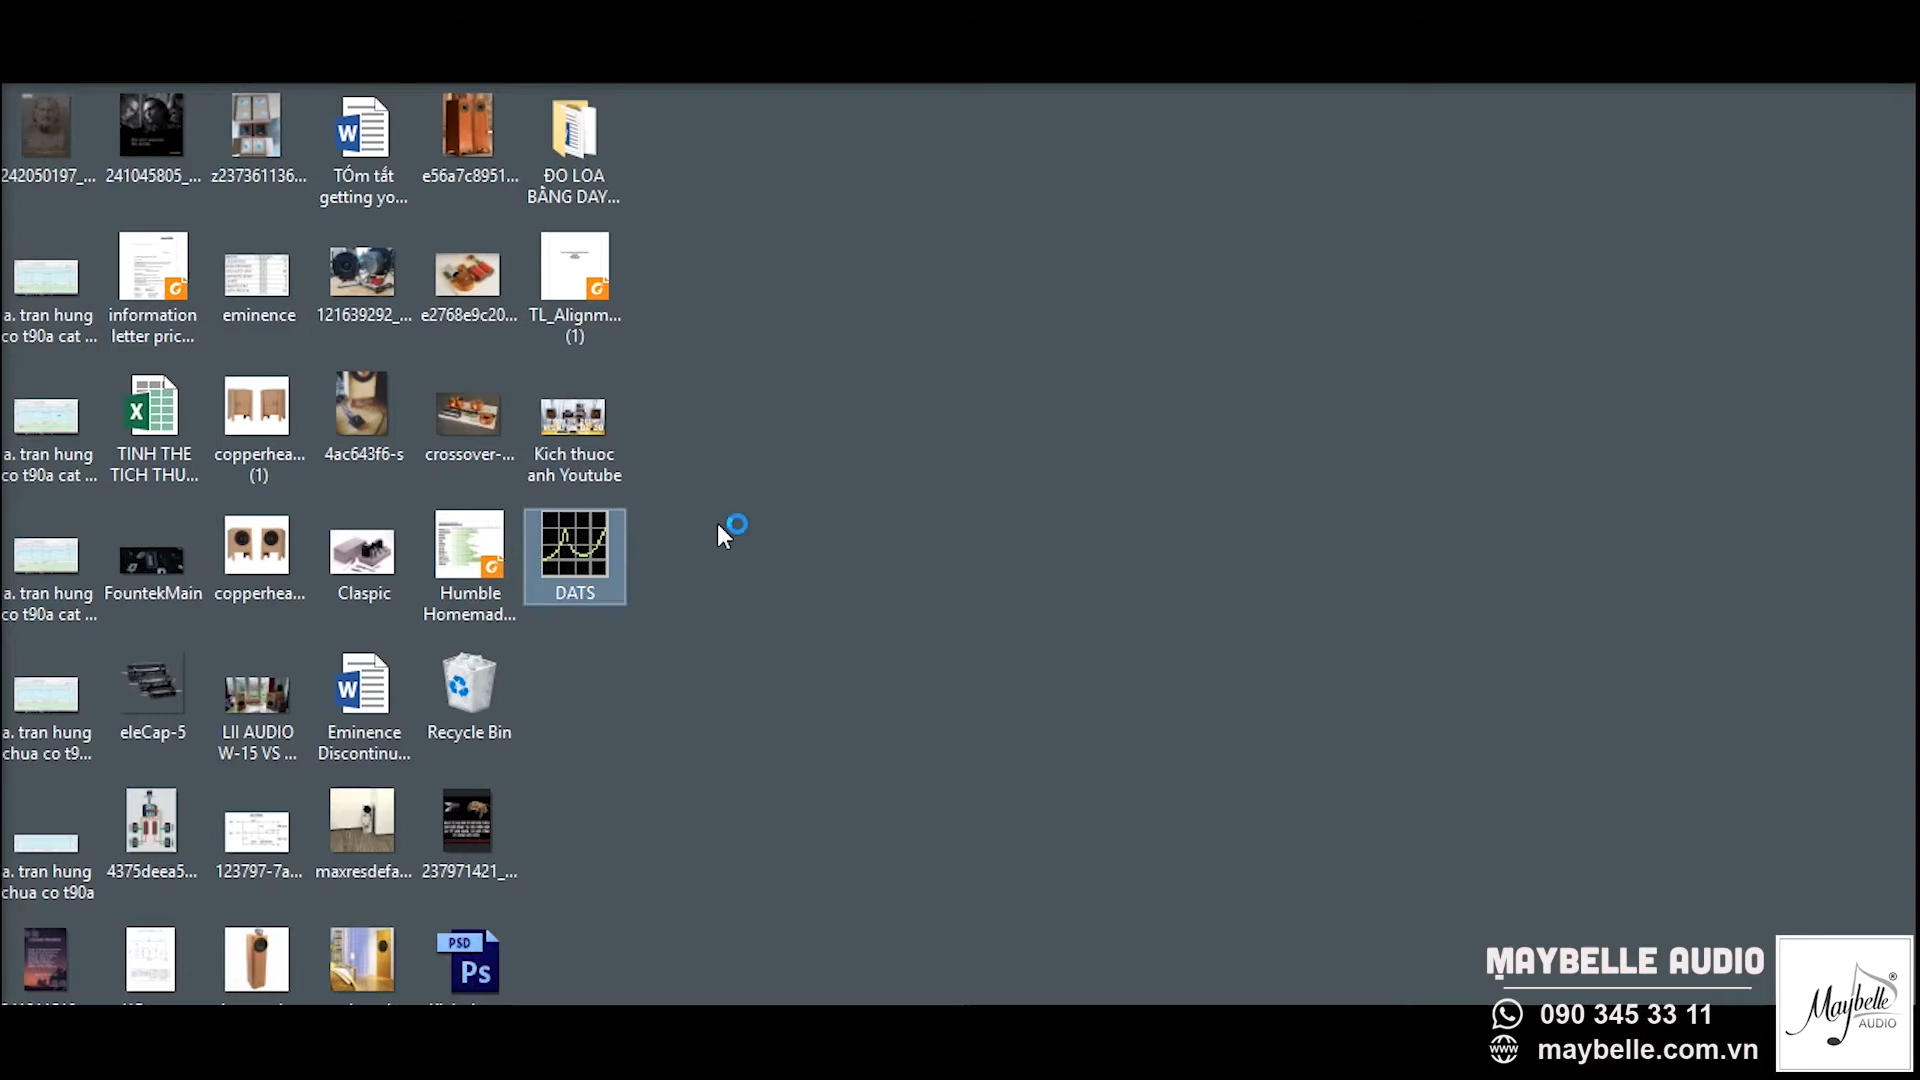 242050197_...
241045805_...
z237361136...
TÓm tắt
getting yo...
e56a7c8951...
ĐO LOA
BẰNG DAY...
a. tran hung
co t90a cat ...
information
letter pric...
eminence
121639292_...
e2768e9c20...
TL_Alignm...
(1)
a. tran hung
co t90a cat ...
TINH THE
TICH THU...
copperhea...
(1)
4ac643f6-s
crossover-...
Kich thuoc
anh Youtube
a. tran hung
co t90a cat ...
FountekMain
copperhea...
Claspic
Humble
Homemad...
DATS
a. tran hung
chua co t9...
eleCap-5
LII AUDIO
W-15 VS ...
Eminence
Discontinu...
Recycle Bin
a. tran hung
chua co t90a
4375deea5...
123797-7a...
maxresdefa...
237971421_...
PSD
Ps
MAYBELLE AUDIO
090 345 33 11
www
maybelle.com.vn
Maybelle
AUDIO